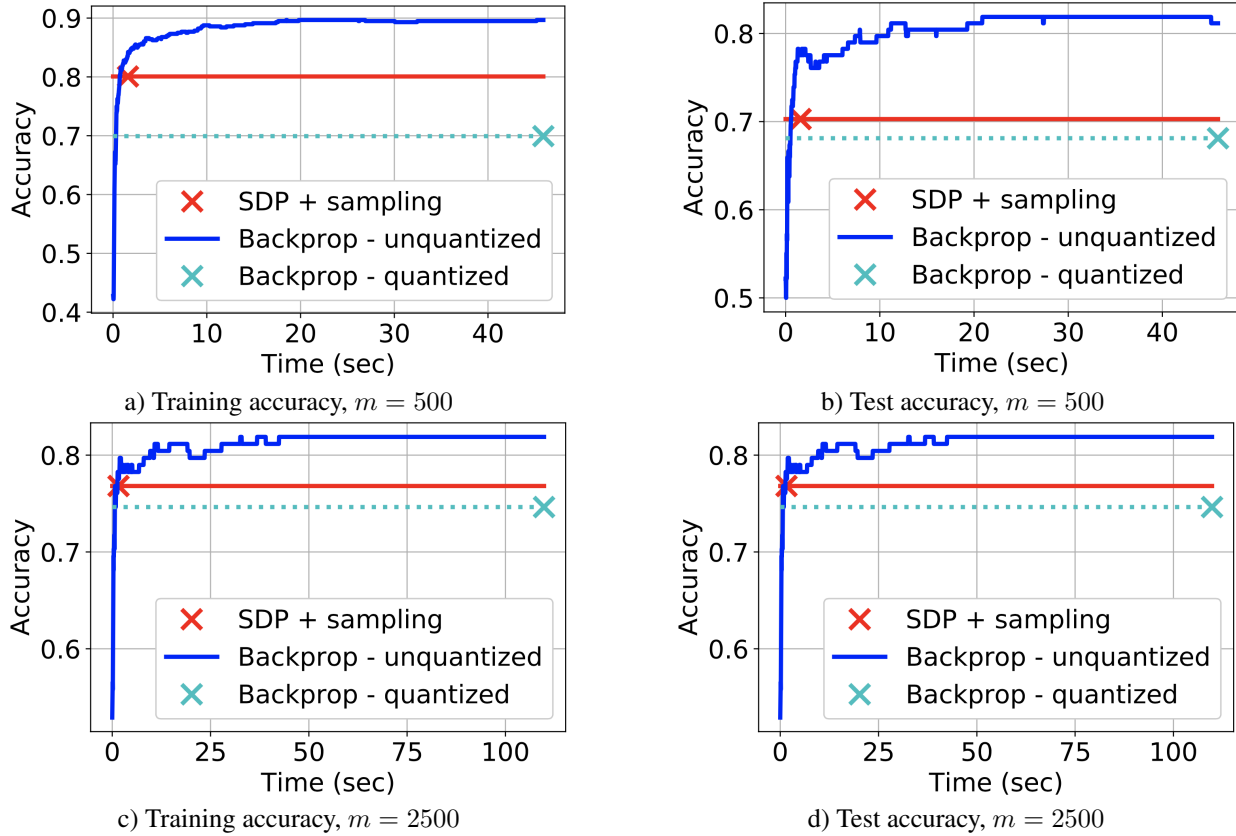 0.9
0.8
0.7
0.6
0.5
0.4
Accuracy
SDP + sampling
Backprop - unquantized
Backprop - quantized
0 10 20 30 40
Time (sec)
a) Training accuracy, m = 500
0.8
0.7
0.6
0.5
Accuracy
SDP + sampling
Backprop - unquantized
Backprop - quantized
0 10 20 30 40
Time (sec)
b) Test accuracy, m = 500
0.8
0.7
0.6
Accuracy
SDP + sampling
Backprop - unquantized
Backprop - quantized
0 25 50 75 100
Time (sec)
c) Training accuracy, m = 2500
0.8
0.7
0.6
Accuracy
SDP + sampling
Backprop - unquantized
Backprop - quantized
0 25 50 75 100
Time (sec)
d) Test accuracy, m = 2500